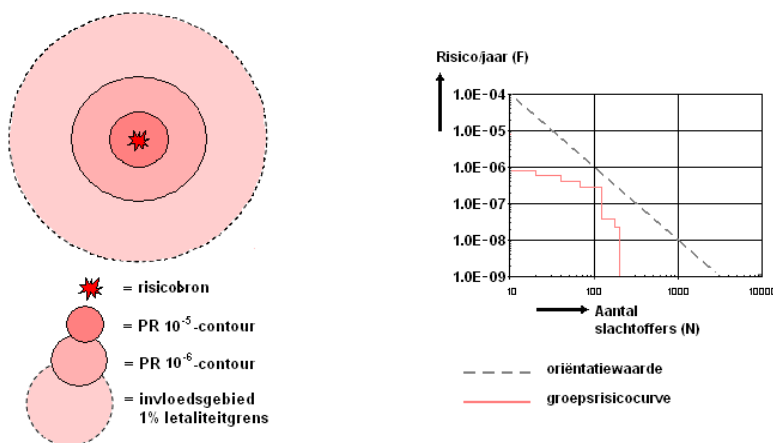 = risicobron
= PR 10⁻⁵-contour
= PR 10⁻⁶-contour
= invloedsgebied
1% letaliteitgrens
Risico/jaar (F)
1.0E-04
1.0E-05
1.0E-06
1.0E-07
1.0E-08
1.0E-09
10 100 1000 10000
Aantal
slachtoffers (N)
oriëntatiewaarde
groepsrisicocurve